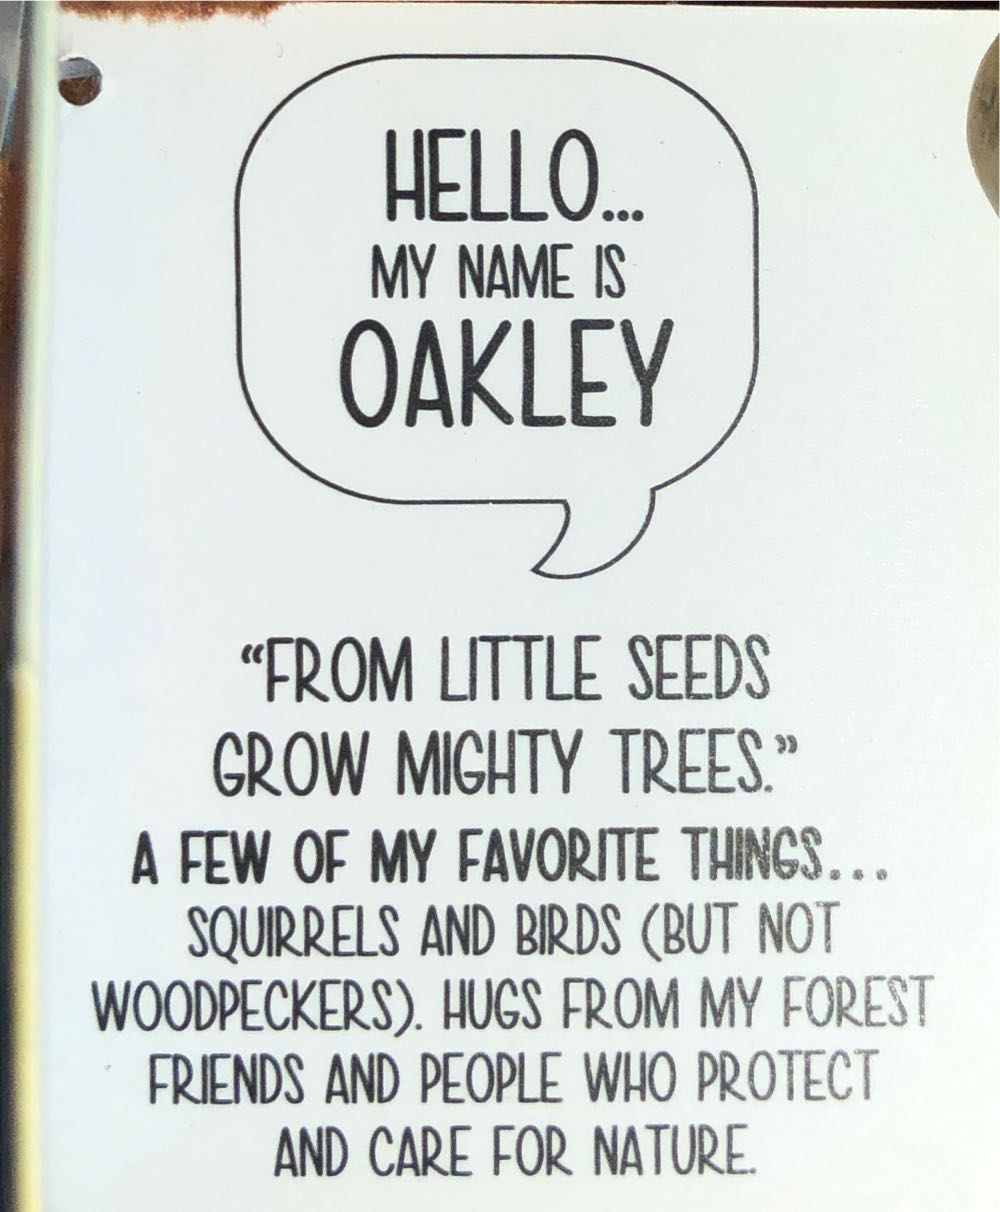 HELLO...
MY NAME IS
OAKLEY
“FROM LITTLE SEEDS
GROW MIGHTY TREES.”
A FEW OF MY FAVORITE THINGS...
SQUIRRELS AND BIRDS (BUT NOT
WOODPECKERS). HUGS FROM MY FOREST
FRIENDS AND PEOPLE WHO PROTECT
AND CARE FOR NATURE.